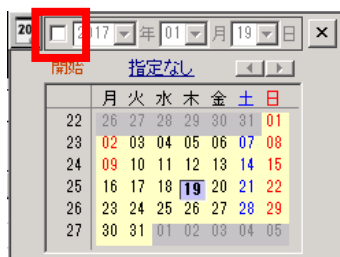 20 2017 年 01 月 19 日 ×
開始 指定なし
月 火 水 木 金 土 日
22 26 27 28 29 30 31 01
23 02 03 04 05 06 07 08
24 09 10 11 12 13 14 15
25 16 17 18 19 20 21 22
26 23 24 25 26 27 28 29
27 30 31 01 02 03 04 05